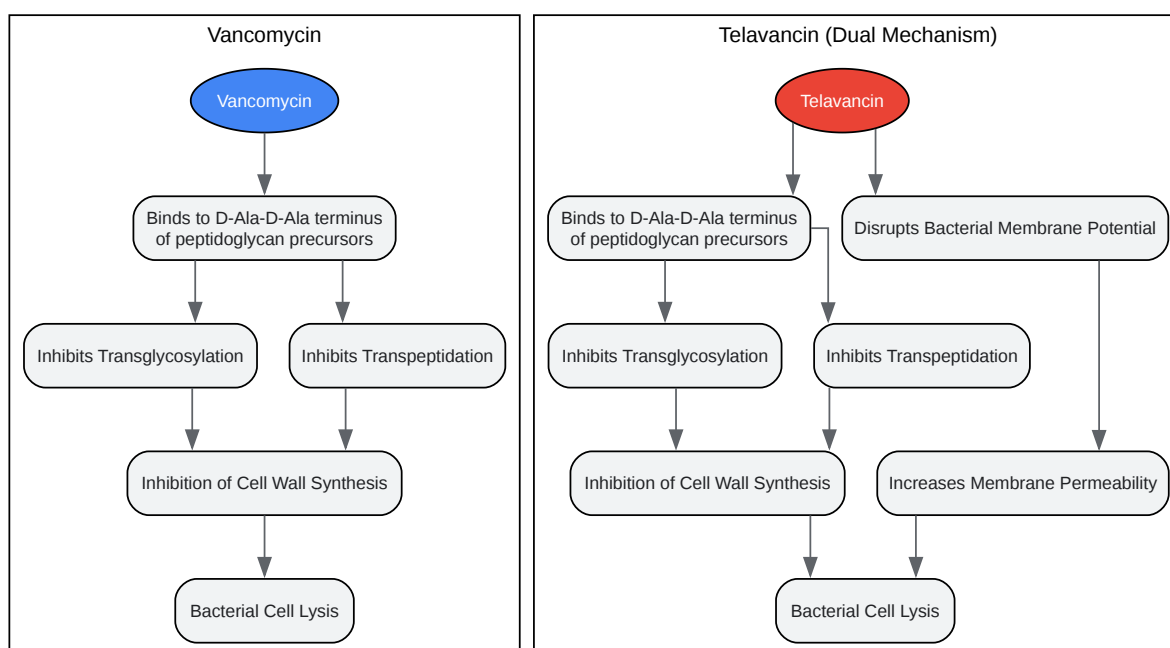 Vancomycin
Vancomycin
Binds to D-Ala-D-Ala terminus
of peptidoglycan precursors
Inhibits Transglycosylation
Inhibits Transpeptidation
Inhibition of Cell Wall Synthesis
Bacterial Cell Lysis
Telavancin (Dual Mechanism)
Telavancin
Binds to D-Ala-D-Ala terminus
of peptidoglycan precursors
Disrupts Bacterial Membrane Potential
Inhibits Transglycosylation
Inhibits Transpeptidation
Inhibition of Cell Wall Synthesis
Increases Membrane Permeability
Bacterial Cell Lysis